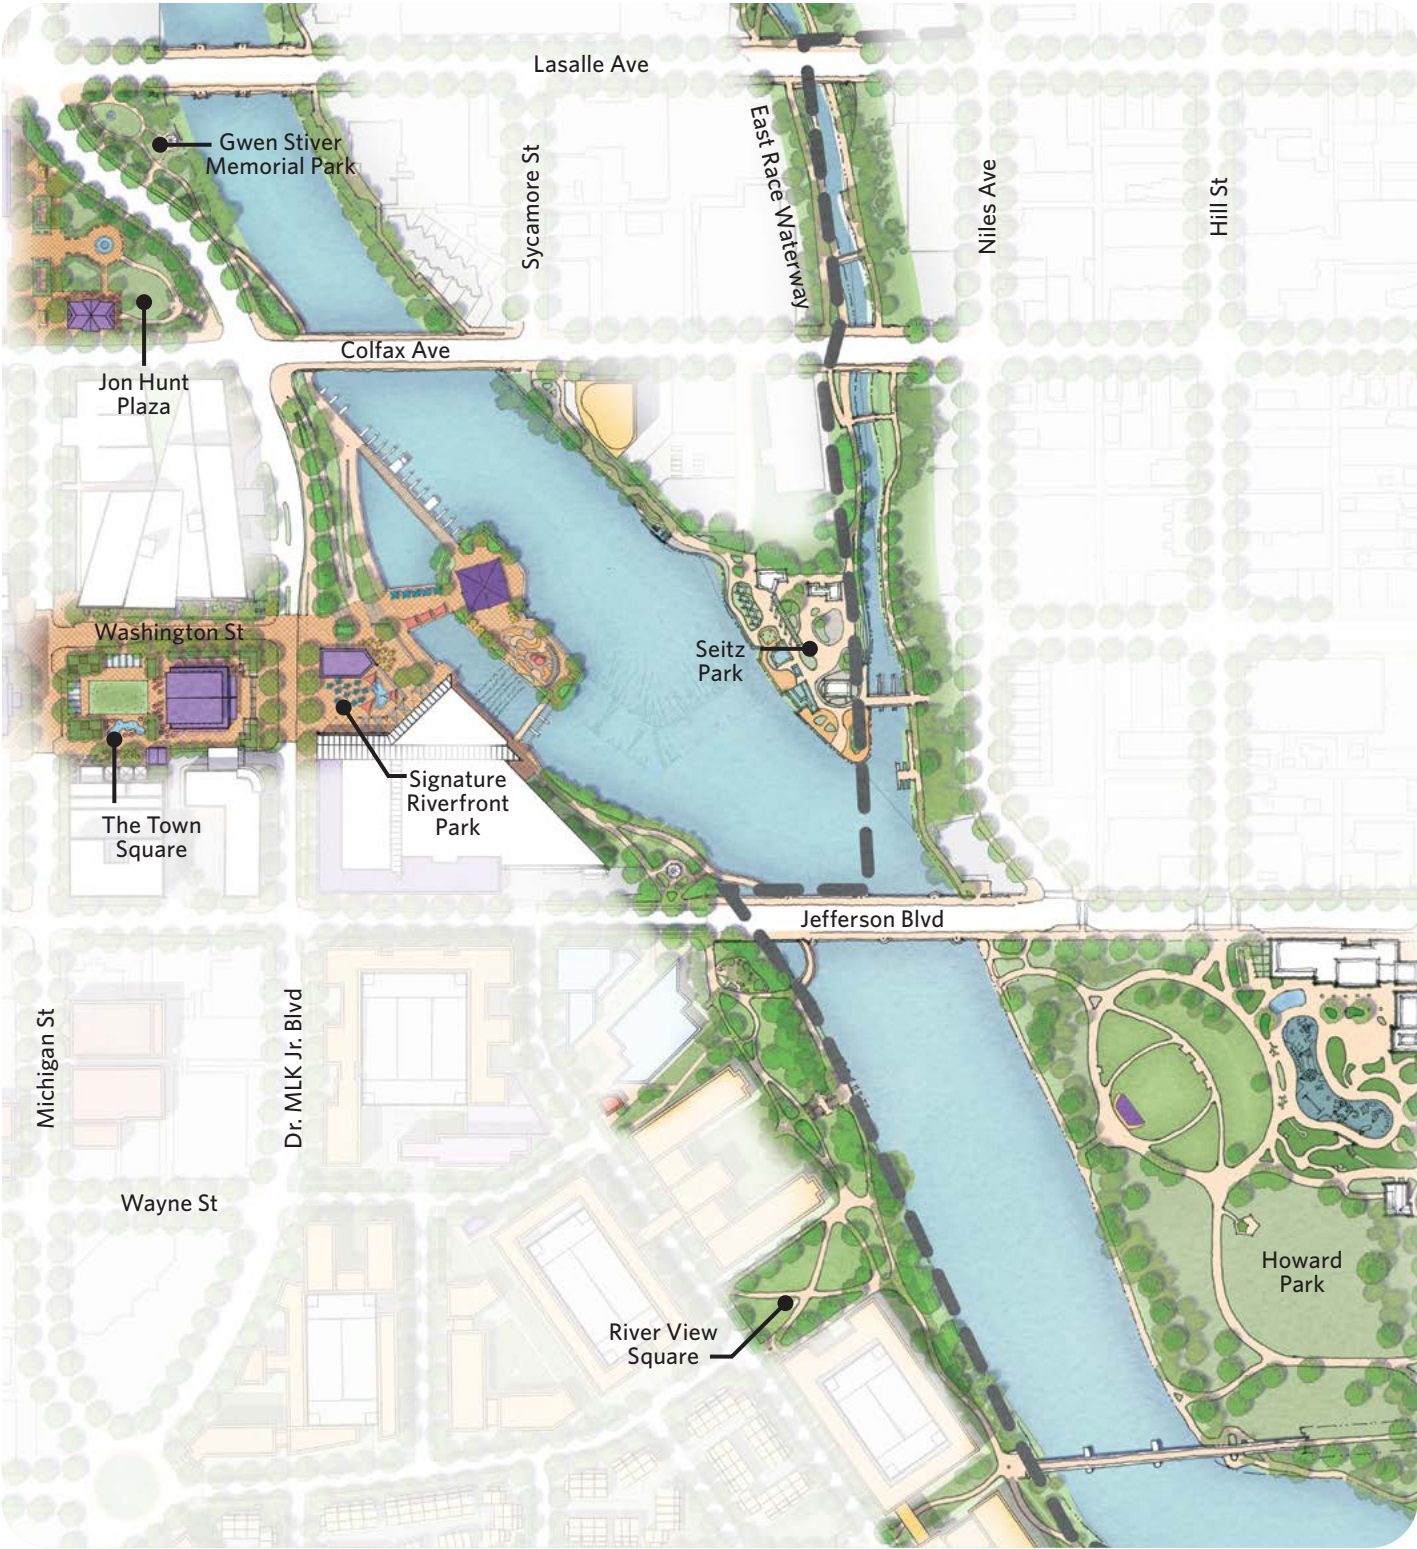 Lasalle Ave
Gwen Stiver
Memorial Park
Sycamore St
East Race Waterway
Niles Ave
Hill St
Colfax Ave
Jon Hunt
Plaza
Washington St
Seitz
Park
Signature
Riverfront
Park
The Town
Square
Jefferson Blvd
Michigan St
Dr. MLK Jr. Blvd
Wayne St
Howard
Park
River View
Square